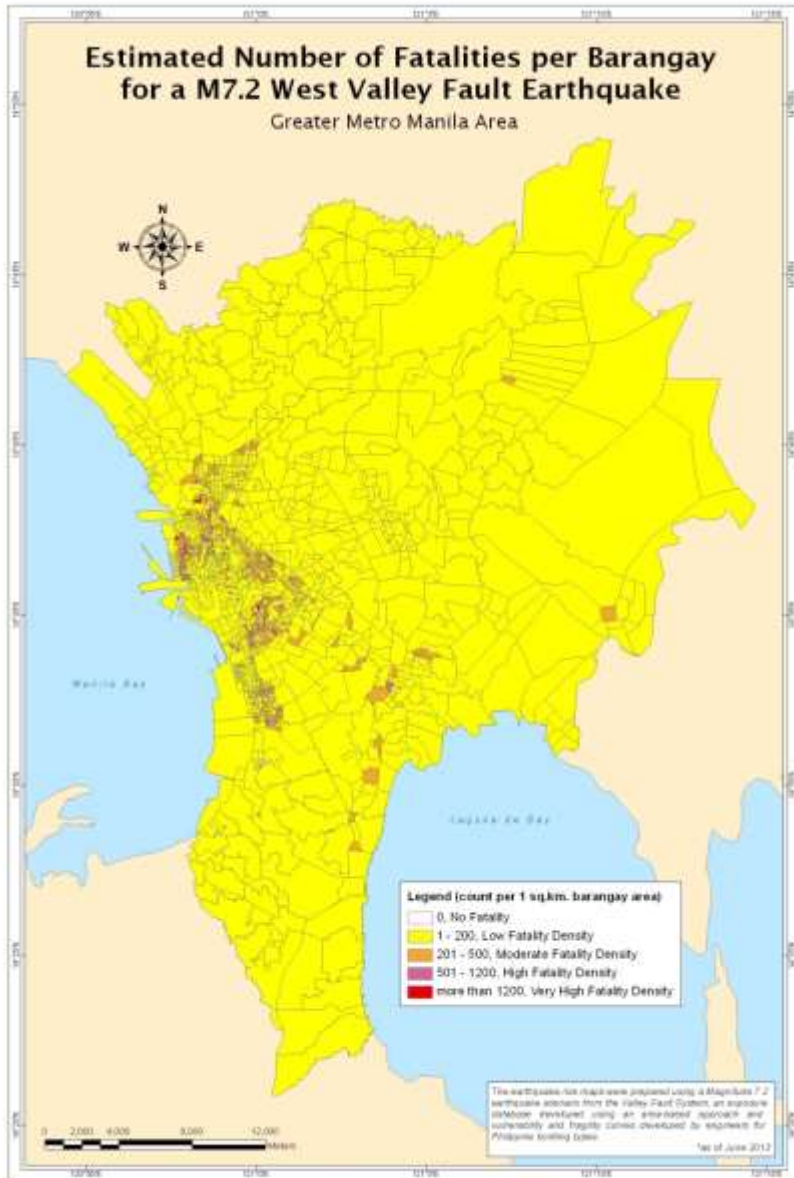 Estimated Number of Fatalities per Barangay
for a M7.2 West Valley Fault Earthquake
Greater Metro Manila Area
N
W E
S
Manila Bay
Laguna de Bay
Legend (count per 1 sq.km. barangay area)
0, No Fatality
1 - 200, Low Fatality Density
201 - 500, Moderate Fatality Density
501 - 1200, High Fatality Density
more than 1200, Very High Fatality Density
The earthquake risk maps were prepared using a Magnitude 7.2
earthquake scenario from the Valley Fault System, an exposure
database developed using an area-based approach and
vulnerability and fragility curves developed by engineers for
Philippine building types.
*as of June 2013
0 2,000 4,000 8,000 12,000
Meters